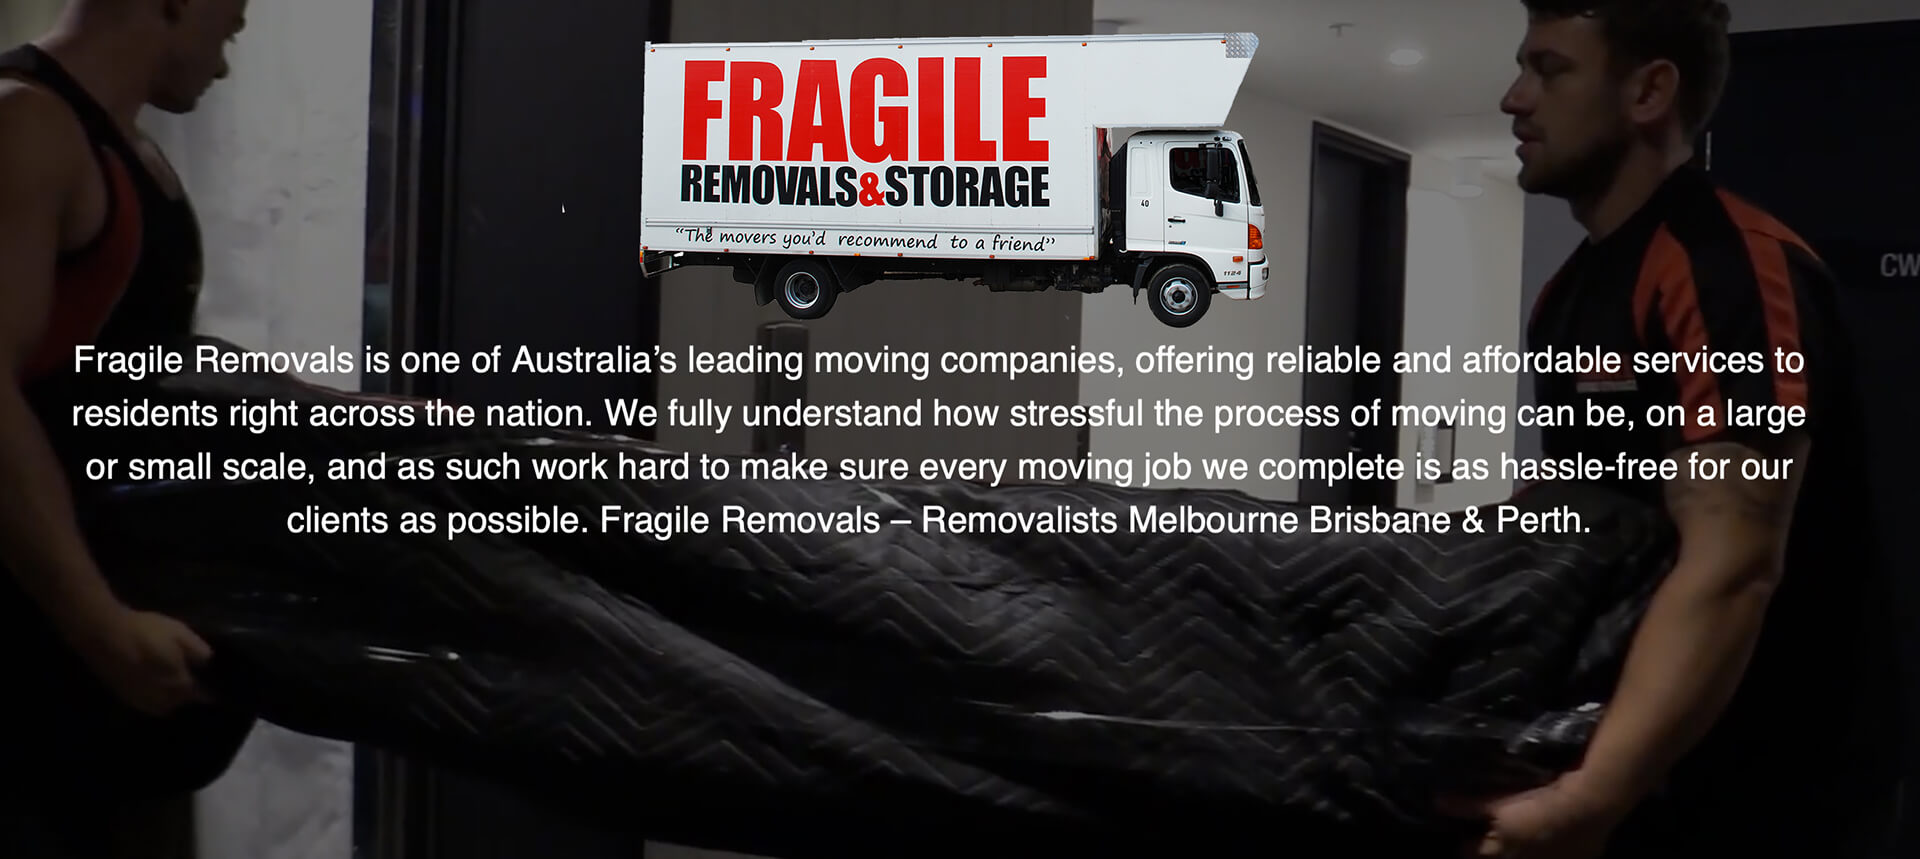 FRAGILE
REMOVALS&STORAGE
"The movers you'd recommend to a friend"
40
1124
CW
Fragile Removals is one of Australia’s leading moving companies, offering reliable and affordable services to
residents right across the nation. We fully understand how stressful the process of moving can be, on a large
or small scale, and as such work hard to make sure every moving job we complete is as hassle-free for our
clients as possible. Fragile Removals – Removalists Melbourne Brisbane & Perth.